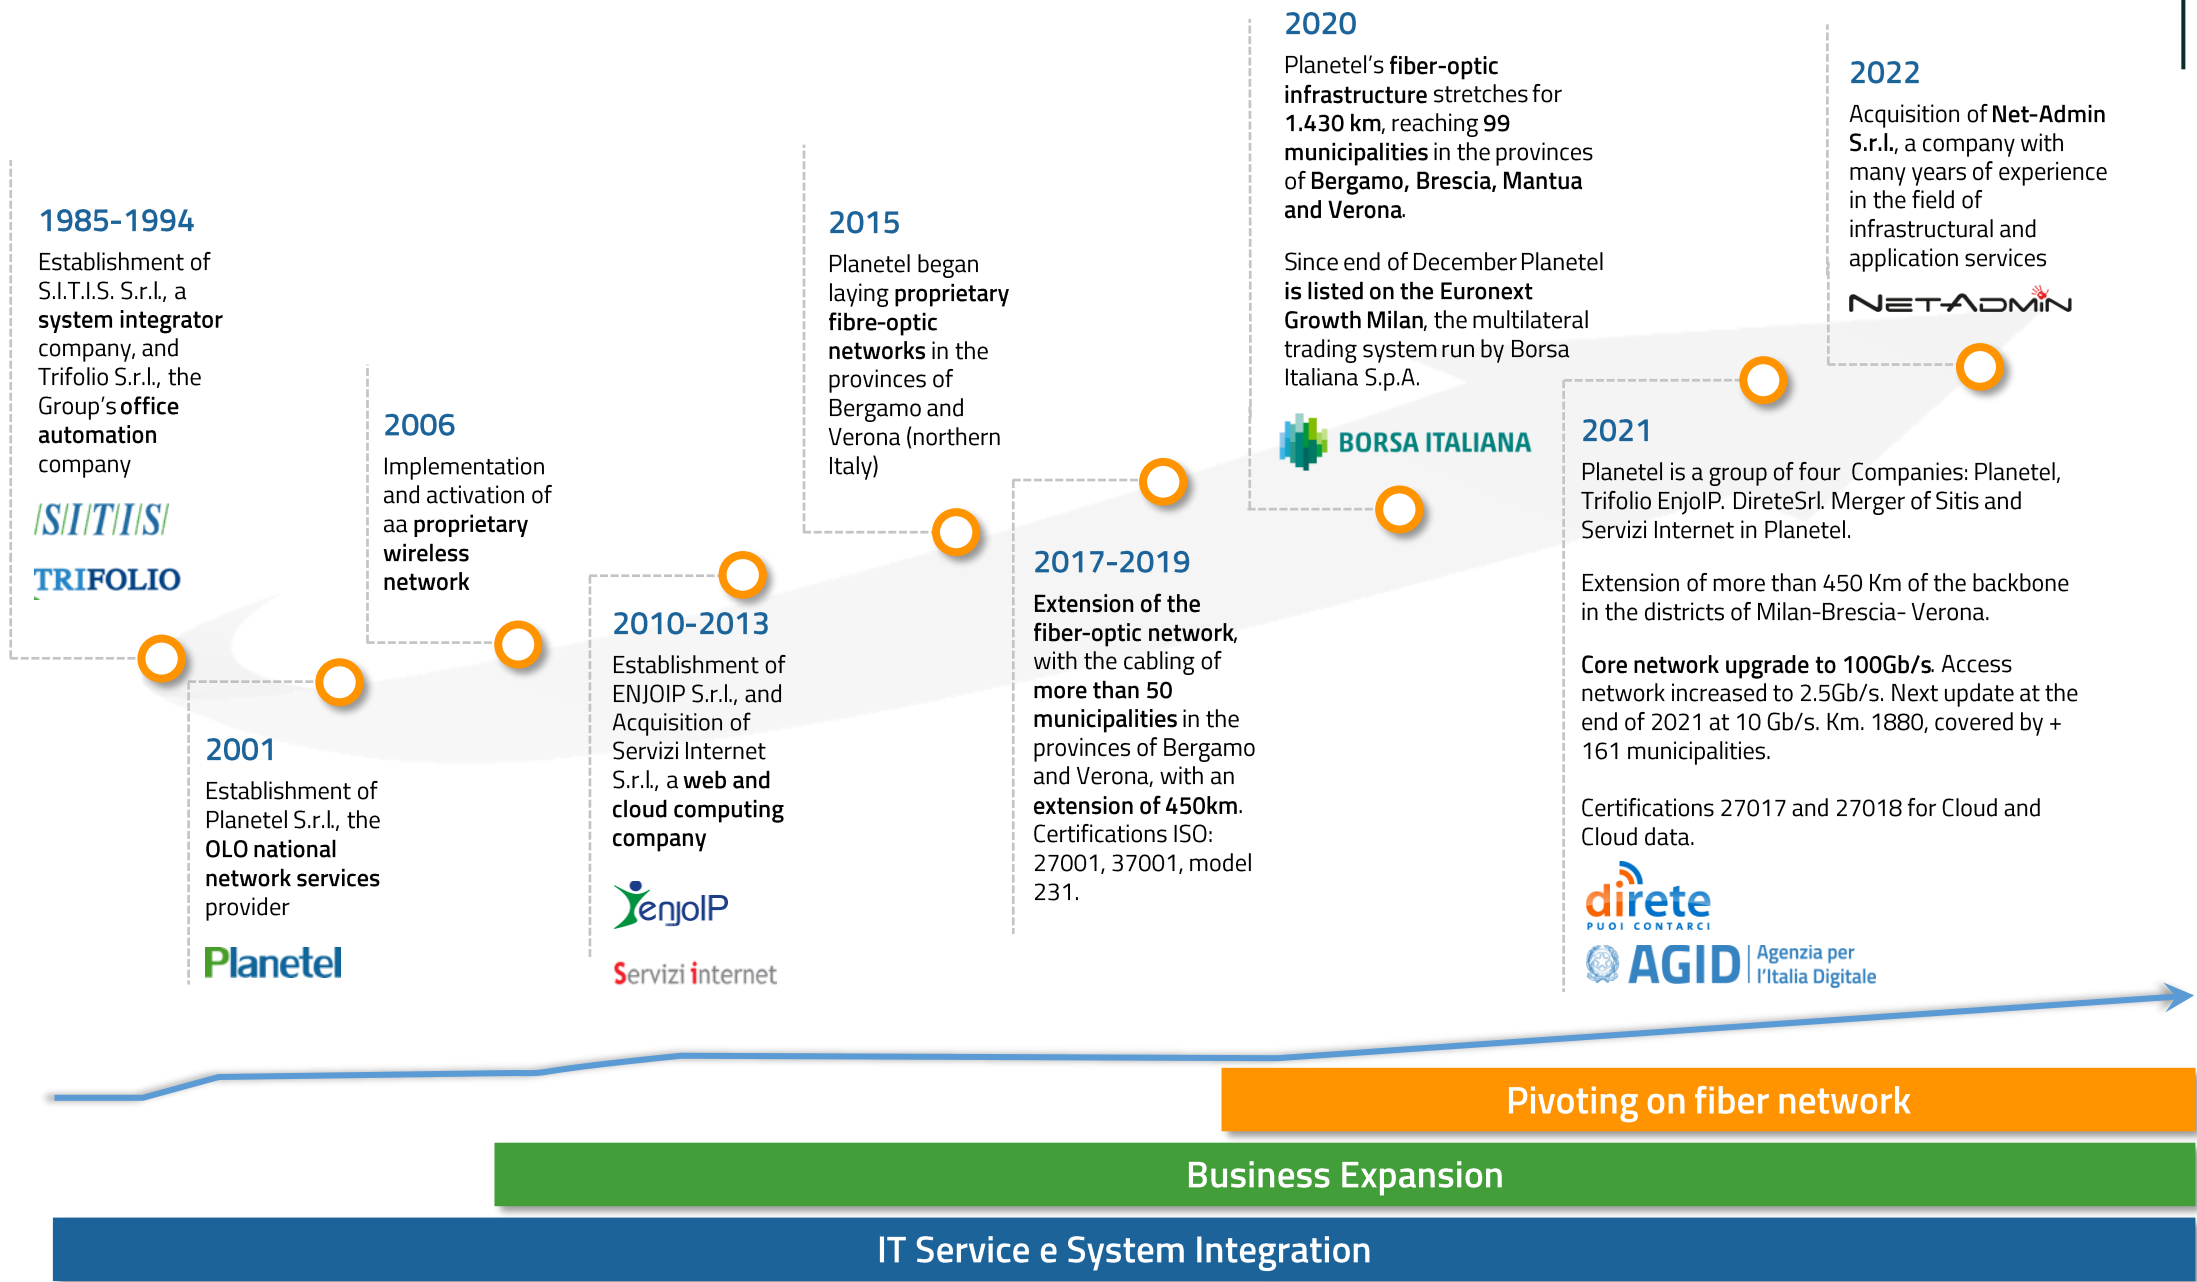 1985-1994
Establishment of
S.I.T.I.S. S.r.l., a
system integrator
company, and
Trifolio S.r.l., the
Group's office
automation
company
/S/I/T/I/S/
TRIFOLIO
2001
Establishment of
Planetel S.r.l., the
OLO national
network services
provider
Planetel
2006
Implementation
and activation of
aa proprietary
wireless
network
2010-2013
Establishment of
ENJOIP S.r.l., and
Acquisition of
Servizi Internet
S.r.l., a web and
cloud computing
company
enjoIP
Servizi internet
2015
Planetel began
laying proprietary
fibre-optic
networks in the
provinces of
Bergamo and
Verona (northern
Italy)
2017-2019
Extension of the
fiber-optic network,
with the cabling of
more than 50
municipalities in the
provinces of Bergamo
and Verona, with an
extension of 450km.
Certifications ISO:
27001, 37001, model
231.
2020
Planetel's fiber-optic
infrastructure stretches for
1.430 km, reaching 99
municipalities in the provinces
of Bergamo, Brescia, Mantua
and Verona.
Since end of December Planetel
is listed on the Euronext
Growth Milan, the multilateral
trading system run by Borsa
Italiana S.p.A.
BORSA ITALIANA
2021
Planetel is a group of four Companies: Planetel,
Trifolio EnjoIP. DireteSrl. Merger of Sitis and
Servizi Internet in Planetel.
Extension of more than 450 Km of the backbone
in the districts of Milan-Brescia- Verona.
Core network upgrade to 100Gb/s. Access
network increased to 2.5Gb/s. Next update at the
end of 2021 at 10 Gb/s. Km. 1880, covered by +
161 municipalities.
Certifications 27017 and 27018 for Cloud and
Cloud data.
direte
PUOI CONTARCI
AGID Agenzia per
l'Italia Digitale
2022
Acquisition of Net-Admin
S.r.l., a company with
many years of experience
in the field of
infrastructural and
application services
NET-ADMIN
Pivoting on fiber network
Business Expansion
IT Service e System Integration